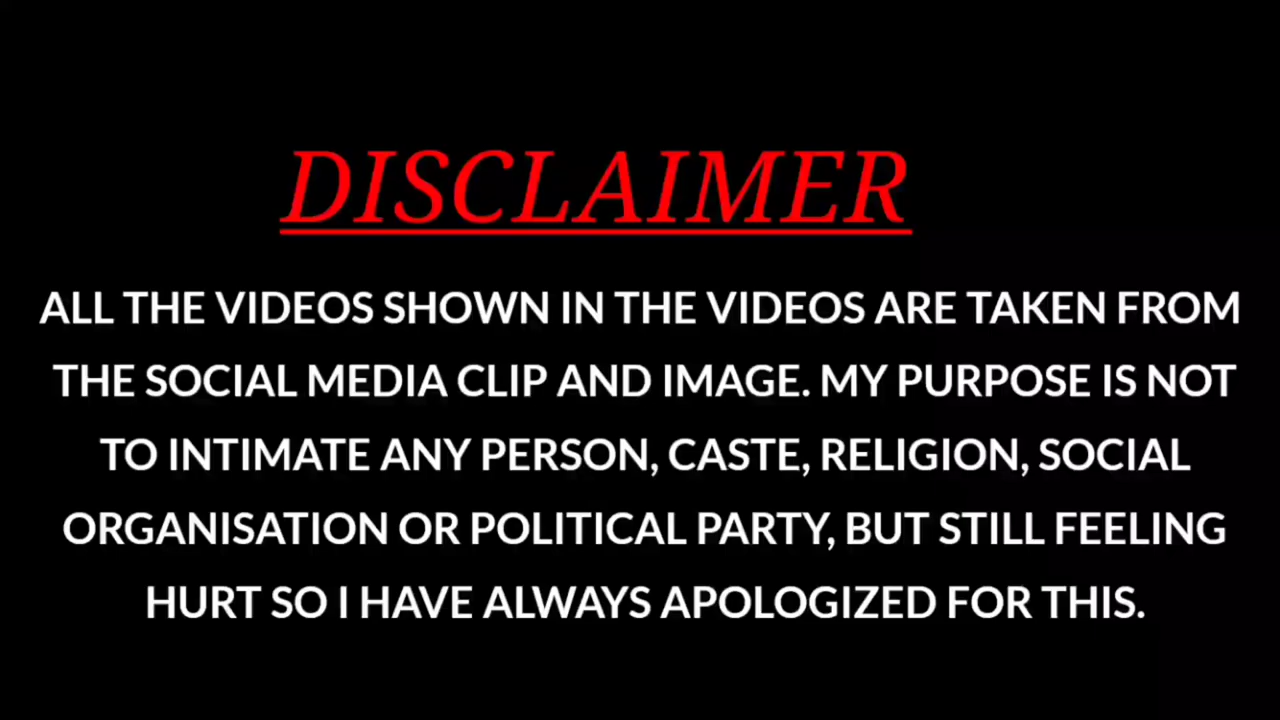 DISCLAIMER
ALL THE VIDEOS SHOWN IN THE VIDEOS ARE TAKEN FROM
THE SOCIAL MEDIA CLIP AND IMAGE. MY PURPOSE IS NOT
TO INTIMATE ANY PERSON, CASTE, RELIGION, SOCIAL
ORGANISATION OR POLITICAL PARTY, BUT STILL FEELING
HURT SO I HAVE ALWAYS APOLOGIZED FOR THIS.